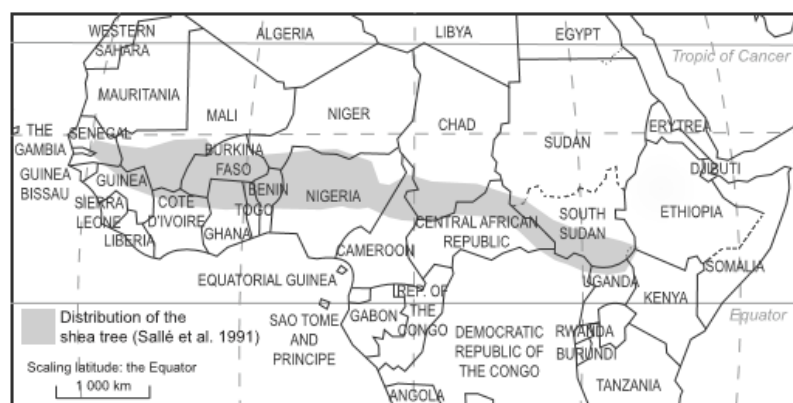 WESTERN
SAHARA
ALGERIA
LIBYA
EGYPT
Tropic of Cancer
MAURITANIA
MALI
NIGER
CHAD
SUDAN
ERYTREA
THE
GAMBIA
SENEGAL
BURKINA
FASO
DJIBUTI
GUINEA
BISSAU
GUINEA
BENIN
NIGERIA
ETHIOPIA
SIERRA
LEONE
COTE
D'IVOIRE
TOGO
GHANA
CENTRAL AFRICAN
REPUBLIC
SOUTH
SUDAN
LIBERIA
CAMEROON
SOMALIA
EQUATORIAL GUINEA
UGANDA
REP. OF
THE
CONGO
KENYA
GABON
Equator
Distribution of the
shea tree (Sallé et al. 1991)
SAO TOME
AND
PRINCIPE
DEMOCRATIC
REPUBLIC OF
THE CONGO
RWANDA
BURUNDI
Scaling latitude: the Equator
1 000 km
ANGOLA
TANZANIA